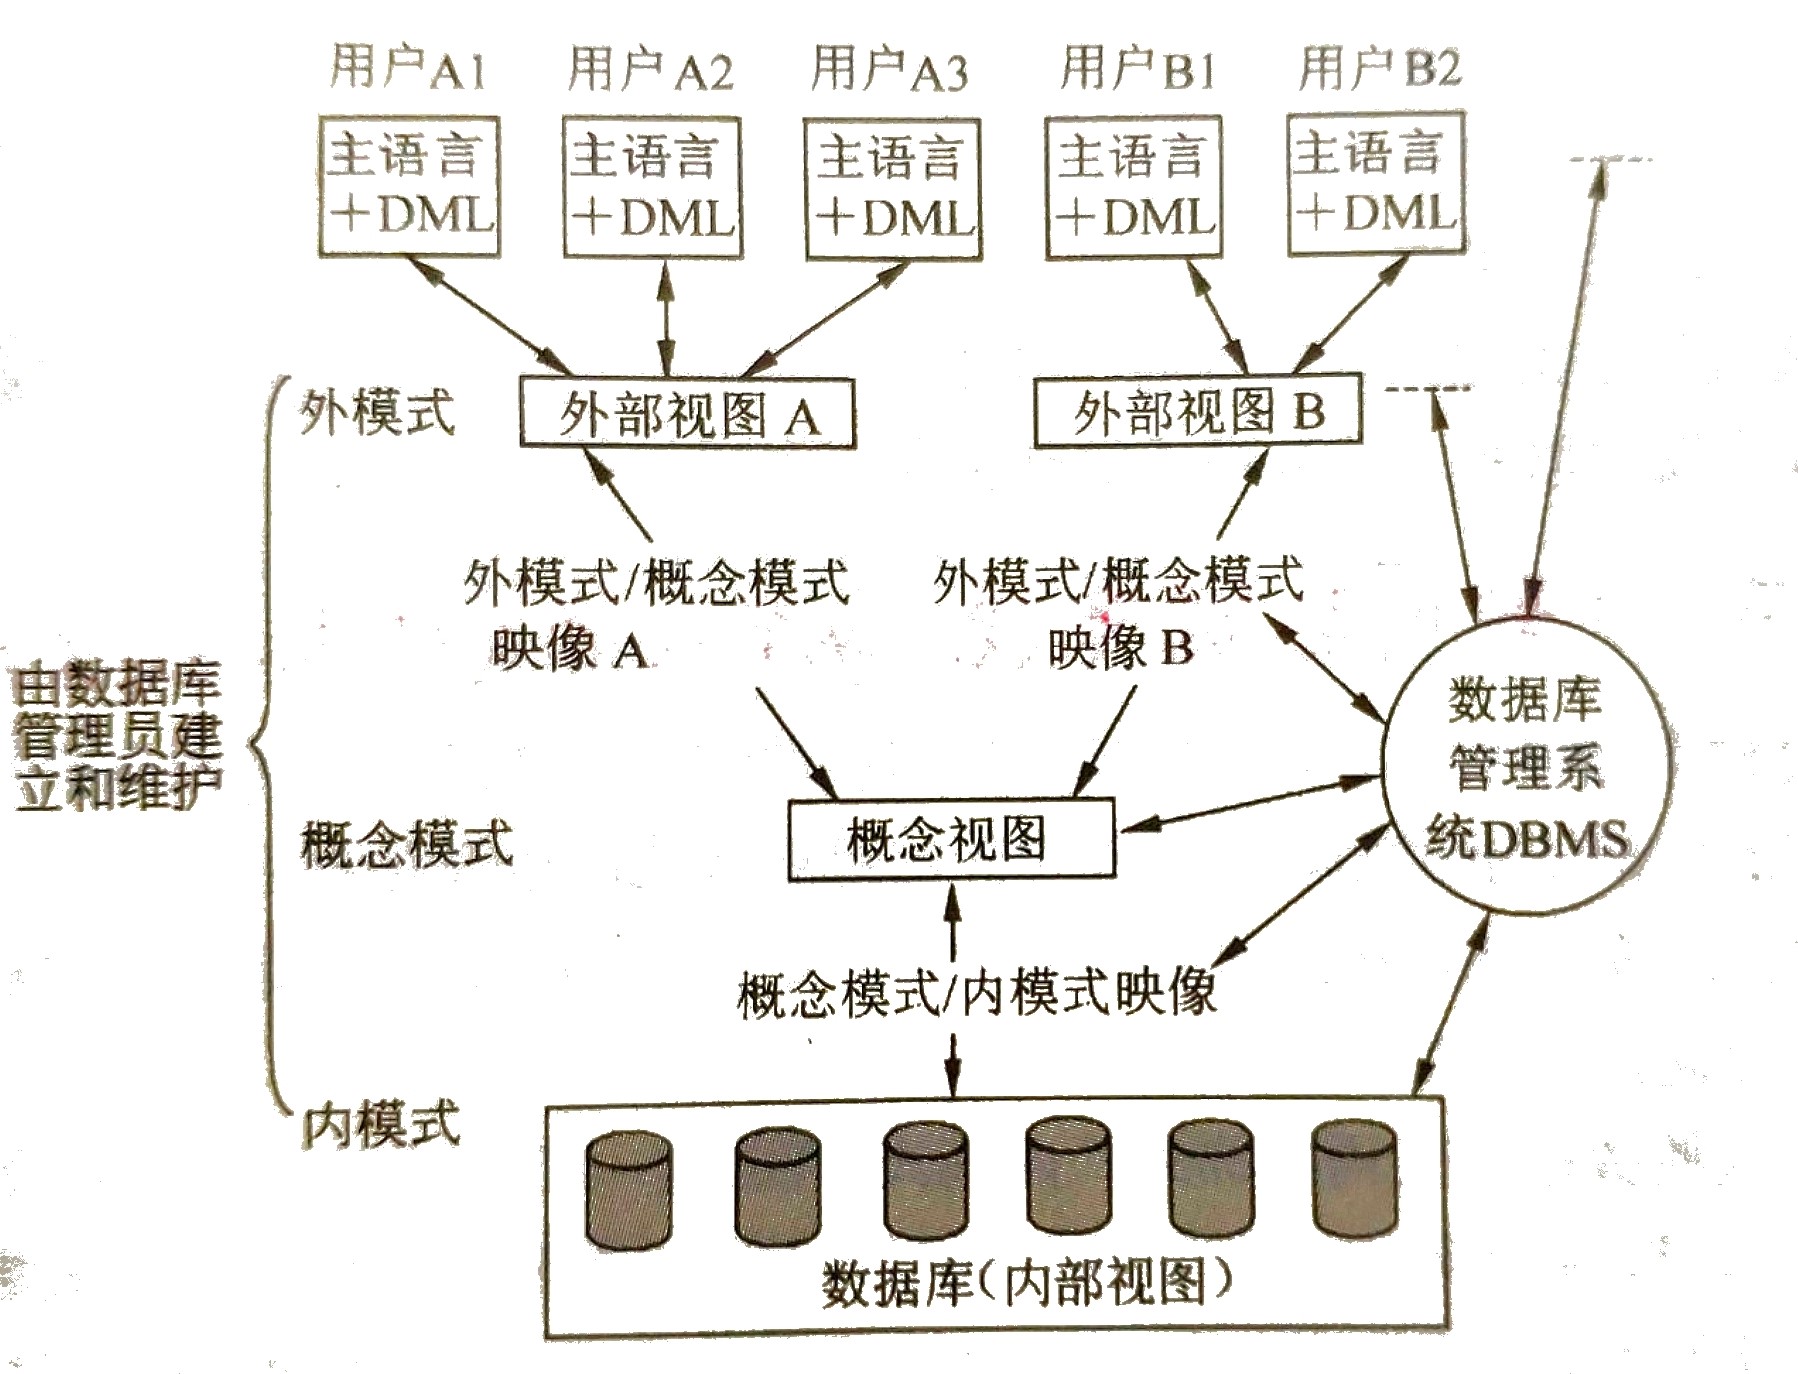 用户A1 用户A2 用户A3 用户B1 用户B2
主语言 主语言 主语言 主语言 主语言
+DML +DML +DML +DML +DML
外模式 外部视图 A 外部视图 B
外模式/概念模式 外模式/概念模式
映像 A 映像 B
由数据库
管理员建
立和维护
数据库
管理系
统DBMS
概念模式 概念视图
概念模式/内模式映像
内模式
数据库(内部视图)